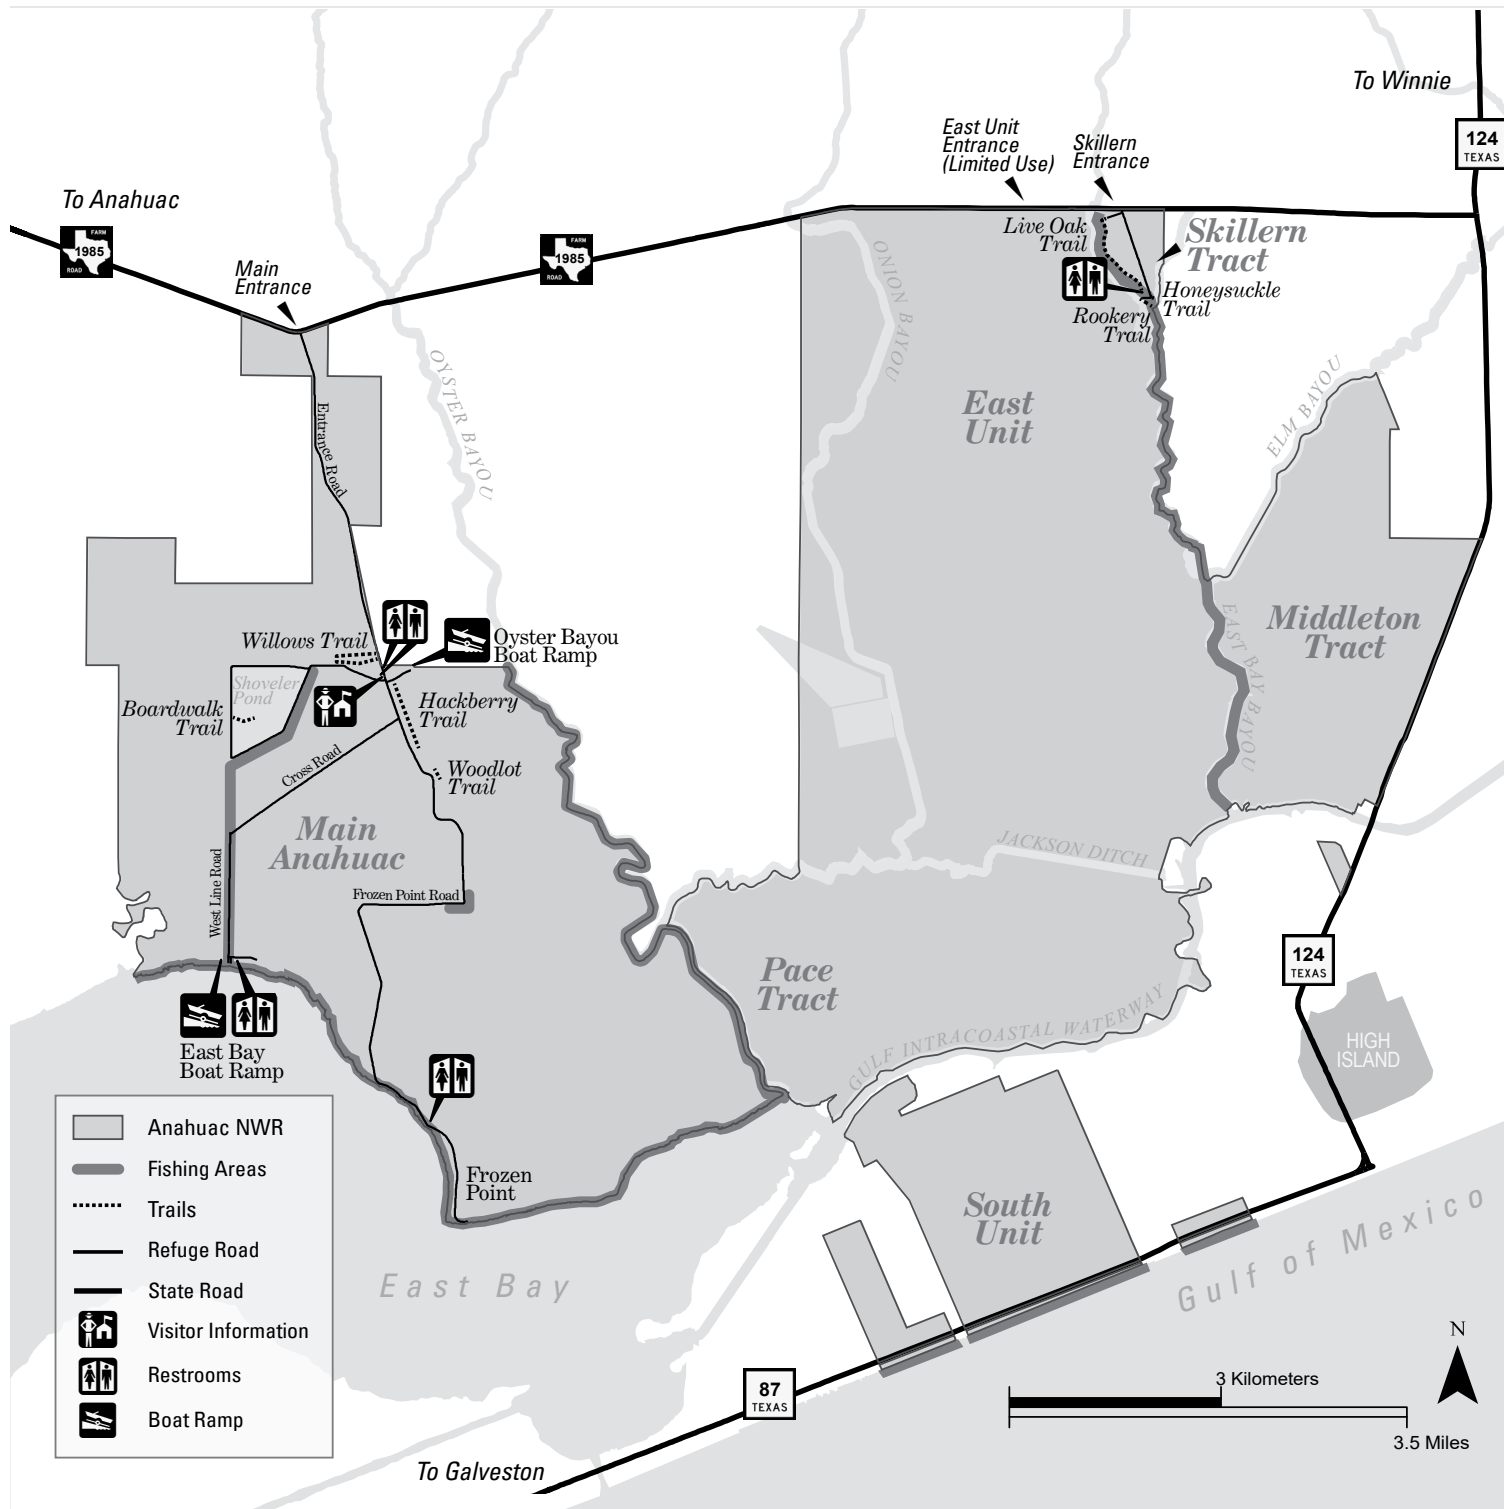 To Winnie
124
TEXAS
East Unit
Entrance
(Limited Use)
Skillern
Entrance
To Anahuac
FARM
1985
ROAD
FARM
1985
ROAD
Main
Entrance
Live Oak
Trail
Skillern
Tract
Honeysuckle
Trail
Rookery
Trail
ONION BAYOU
OYSTER BAYOU
Entrance Road
East
Unit
ELM BAYOU
EAST BAY BAYOU
Middleton
Tract
Willows Trail
Oyster Bayou
Boat Ramp
Shoveler
Pond
Boardwalk
Trail
Hackberry
Trail
Cross Road
Woodlot
Trail
Main
Anahuac
West Line Road
Frozen Point Road
JACKSON DITCH
Pace
Tract
GULF INTRACOASTAL WATERWAY
124
TEXAS
HIGH
ISLAND
East Bay
Boat Ramp
Frozen
Point
South
Unit
East Bay
Gulf of Mexico
Anahuac NWR
Fishing Areas
Trails
Refuge Road
State Road
Visitor Information
Restrooms
Boat Ramp
87
TEXAS
To Galveston
N
3 Kilometers
3.5 Miles